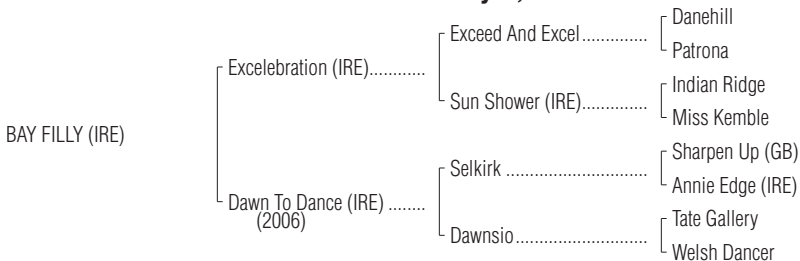 Danehill
Exceed And Excel..............
Patrona
Excelebration (IRE)............
Indian Ridge
Sun Shower (IRE)..............
Miss Kemble
BAY FILLY (IRE)
Sharpen Up (GB)
Selkirk ..............................
Annie Edge (IRE)
Dawn To Dance (IRE) ........
(2006)
Tate Gallery
Dawnsio............................
Welsh Dancer